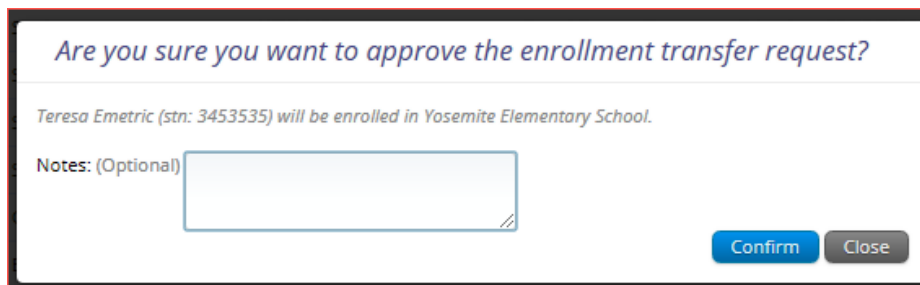 Are you sure you want to approve the enrollment transfer request?
Teresa Emetric (stn: 3453535) will be enrolled in Yosemite Elementary School.
Notes: (Optional)
Confirm Close